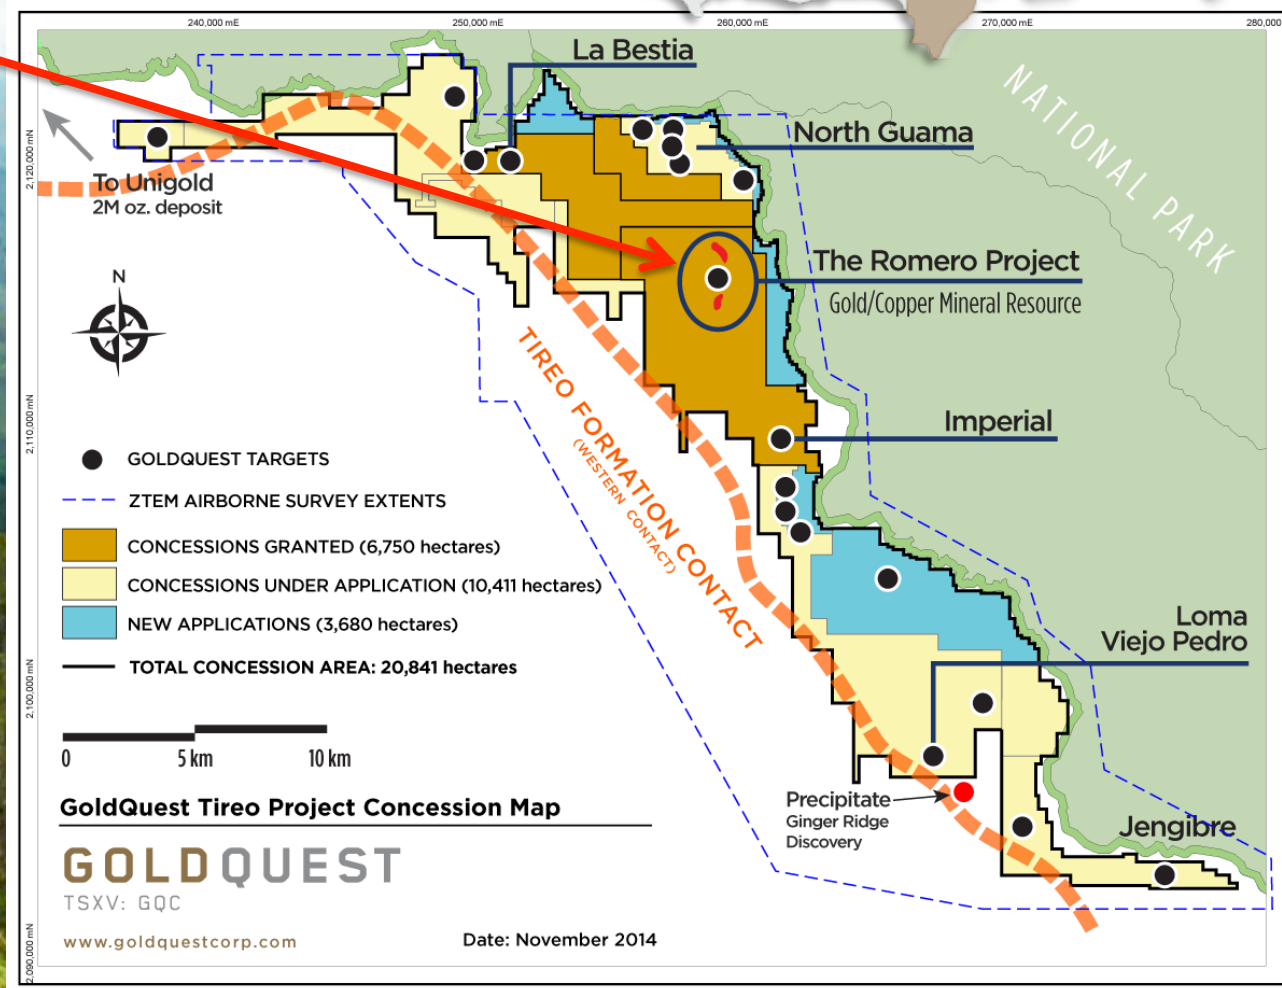 240,000 mE
250,000 mE
260,000 mE
270,000 mE
280,000
La Bestia
NATIONAL PARK
North Guama
2,120,000 mN
To Unigold
2M oz. deposit
The Romero Project
Gold/Copper Mineral Resource
N
TIREO FORMATION CONTACT
(WESTERN CONTACT)
2,110,000 mN
Imperial
GOLDQUEST TARGETS
ZTEM AIRBORNE SURVEY EXTENTS
CONCESSIONS GRANTED (6,750 hectares)
CONCESSIONS UNDER APPLICATION (10,411 hectares)
NEW APPLICATIONS (3,680 hectares)
TOTAL CONCESSION AREA: 20,841 hectares
Loma
Viejo Pedro
2,100,000 mN
0 5 km 10 km
Precipitate
Ginger Ridge
Discovery
Jengibre
GoldQuest Tireo Project Concession Map
GOLDQUEST
TSXV: GQC
www.goldquestcorp.com
Date: November 2014
2,090,000 mN